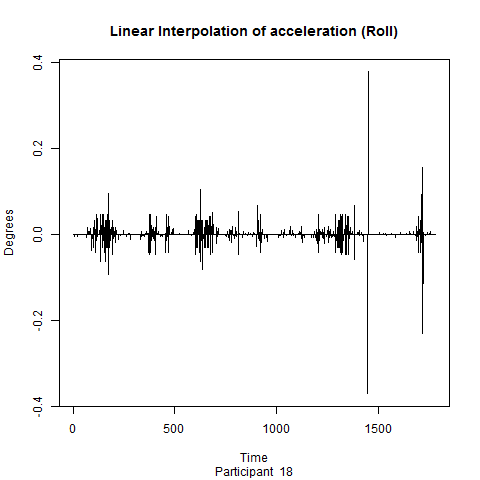 Linear Interpolation of acceleration (Roll)
0.4
0.2
0.0
-0.2
-0.4
Degrees
0 500 1000 1500
Time
Participant 18